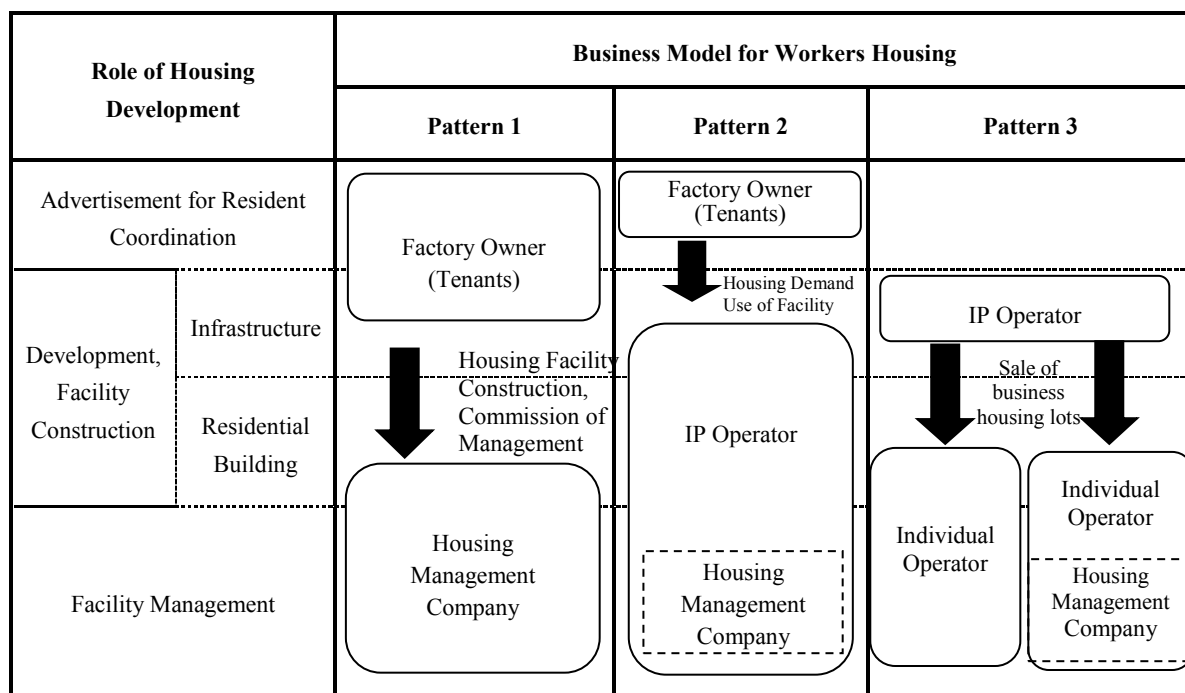 Role of Housing
Development
Business Model for Workers Housing
Pattern 1
Pattern 2
Pattern 3
Advertisement for Resident
Coordination
Factory Owner
(Tenants)
Factory Owner
(Tenants)
Housing Demand
Use of Facility
Development,
Facility
Construction
Infrastructure
Residential
Building
Housing Facility
Construction,
Commission of
Management
IP Operator
IP Operator
Sale of
business
housing lots
Individual
Operator
Individual
Operator
Facility Management
Housing
Management
Company
Housing
Management
Company
Housing
Management
Company